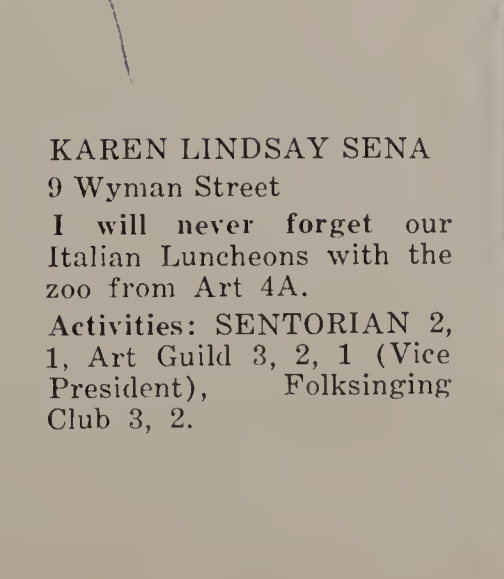 KAREN LINDSAY SENA
9 Wyman Street
I will never forget our
Italian Luncheons with the
zoo from Art 4A.
Activities: SENTORIAN 2,
1, Art Guild 3, 2, 1 (Vice
President), Folksinging
Club 3, 2.